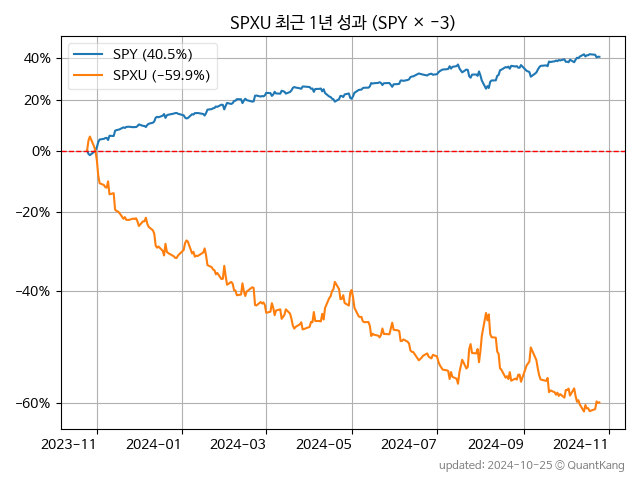 SPXU 최근 1년 성과 (SPY × −3)
SPY (40.5%)
SPXU (−59.9%)
40%
20%
0%
−20%
−40%
−60%
2023−11 2024−01 2024−03 2024−05 2024−07 2024−09 2024−11
updated: 2024-10-25 © QuantKang